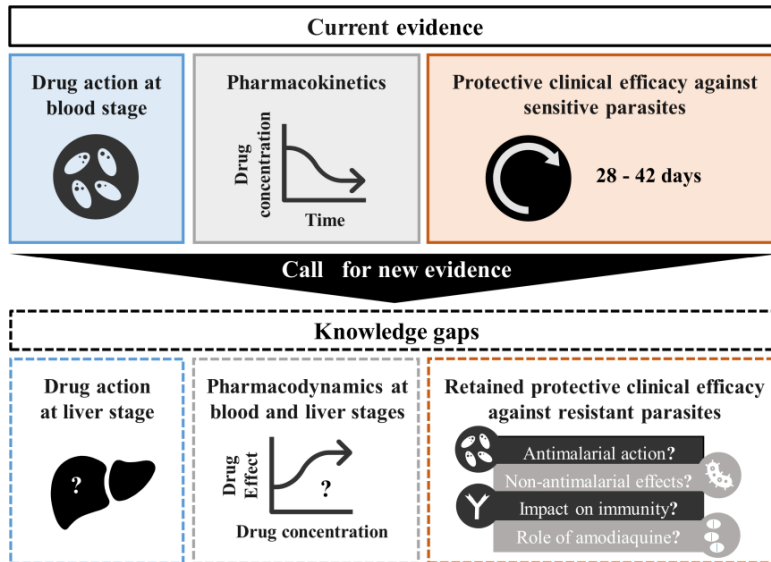 Current evidence
Drug action at
blood stage
Pharmacokinetics
Drug
concentration
Time
Protective clinical efficacy against
sensitive parasites
28 - 42 days
Call for new evidence
Knowledge gaps
Drug action
at liver stage
?
Pharmacodynamics at
blood and liver stages
Drug
Effect
?
Drug concentration
Retained protective clinical efficacy
against resistant parasites
Antimalarial action?
Non-antimalarial effects?
Impact on immunity?
Role of amodiaquine?